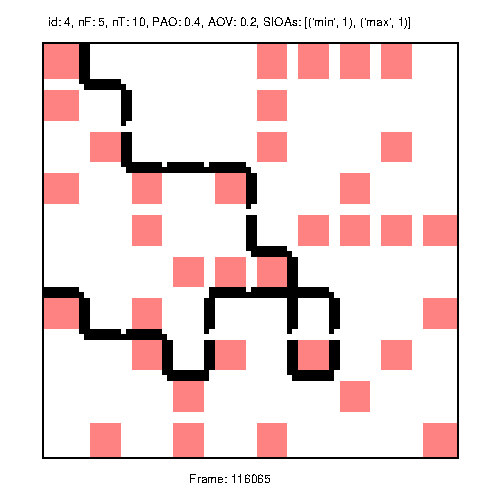 id: 4, nF: 5, nT: 10, PAO: 0.4, AOV: 0.2, SIOAs: [('min', 1), ('max', 1)]
Frame: 116065